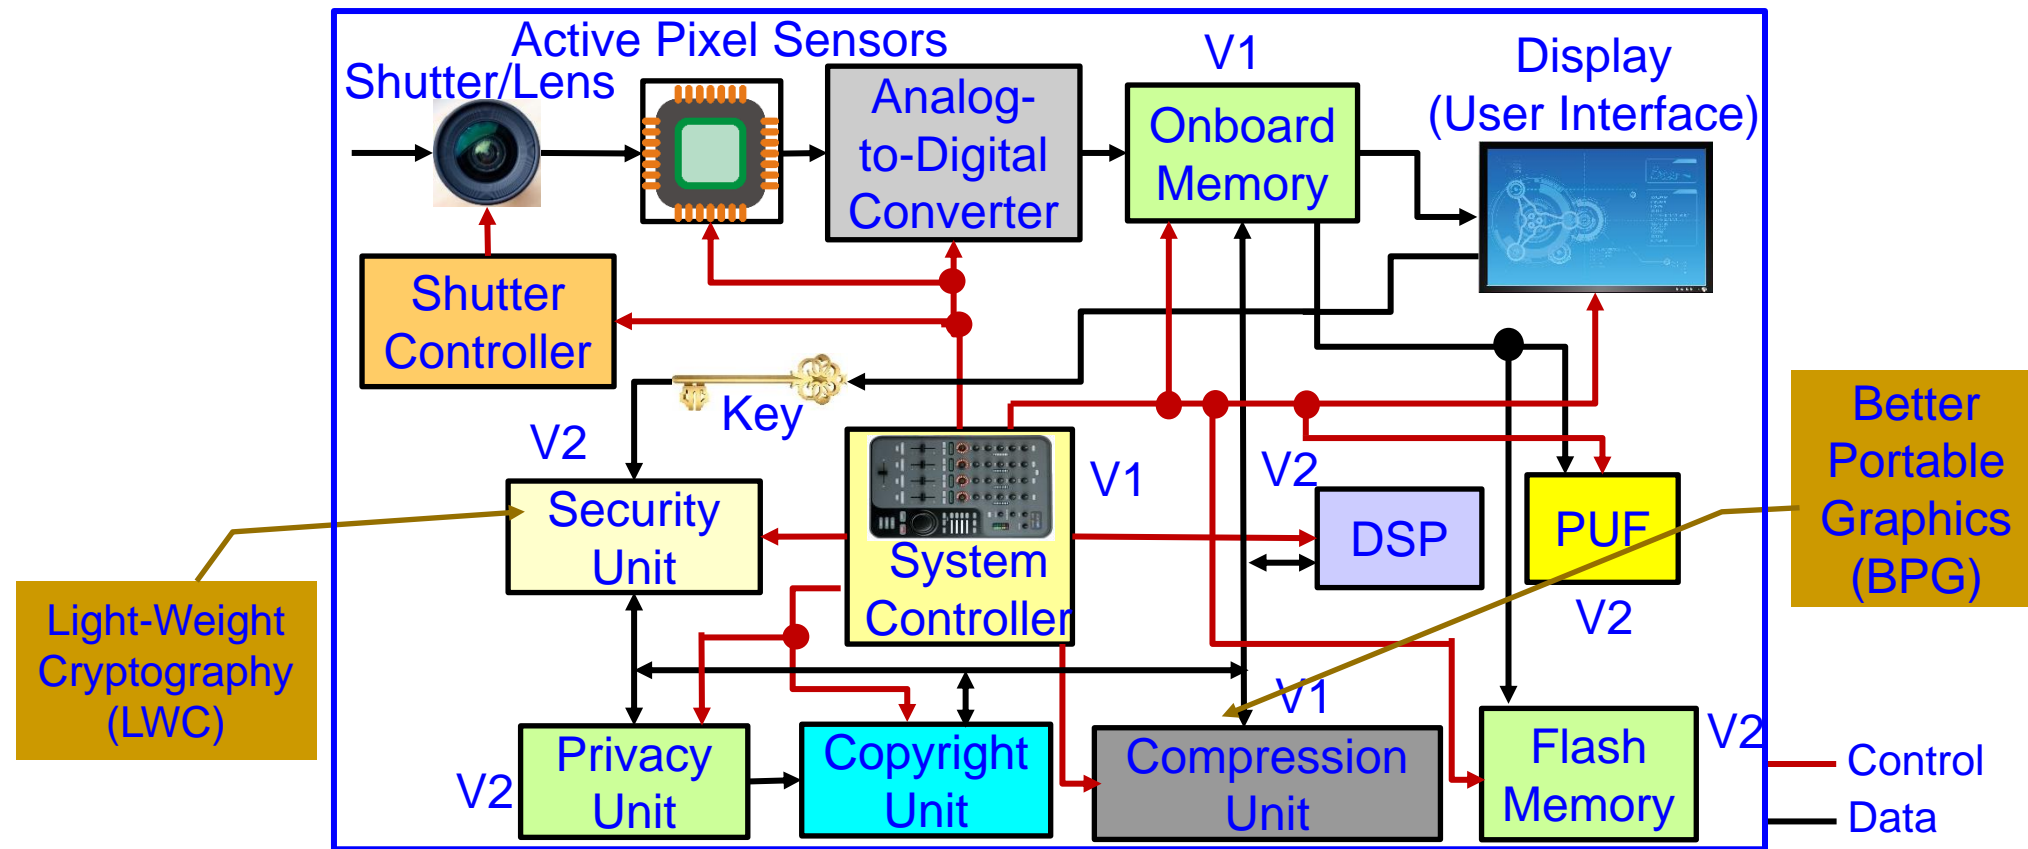 Active Pixel Sensors
Shutter/Lens
Analog-
to-Digital
Converter
V1
Onboard
Memory
Display
(User Interface)
Shutter
Controller
Key
V2
Security
Unit
System
Controller
V1
V2
DSP
PUF
V2
Better
Portable
Graphics
(BPG)
Light-Weight
Cryptography
(LWC)
V2
Privacy
Unit
Copyright
Unit
V1
Compression
Unit
Flash
Memory
V2
Control
Data